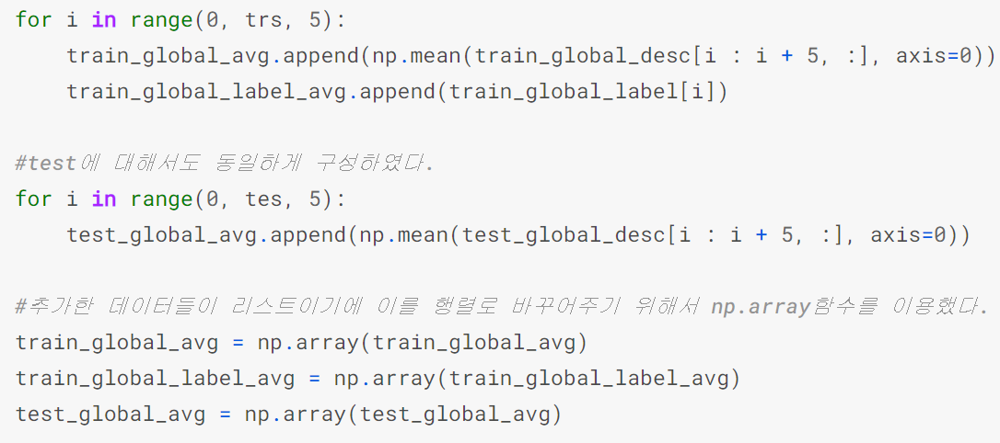 for i in range(0, trs, 5):
    train_global_avg.append(np.mean(train_global_desc[i : i + 5, :], axis=0))
    train_global_label_avg.append(train_global_label[i])

#test에 대해서도 동일하게 구성하였다.
for i in range(0, tes, 5):
    test_global_avg.append(np.mean(test_global_desc[i : i + 5, :], axis=0))

#추가한 데이터들이 리스트이기에 이를 행렬로 바꾸어주기 위해서 np.array함수를 이용했다.
train_global_avg = np.array(train_global_avg)
train_global_label_avg = np.array(train_global_label_avg)
test_global_avg = np.array(test_global_avg)